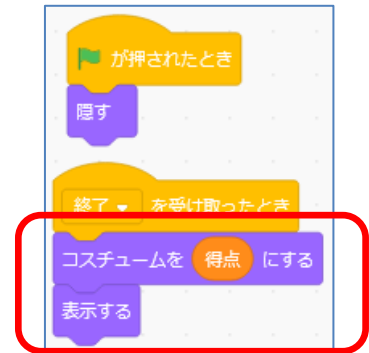 が押されたとき
隠す
終了 を受け取ったとき
コスチュームを 得点 にする
表示する